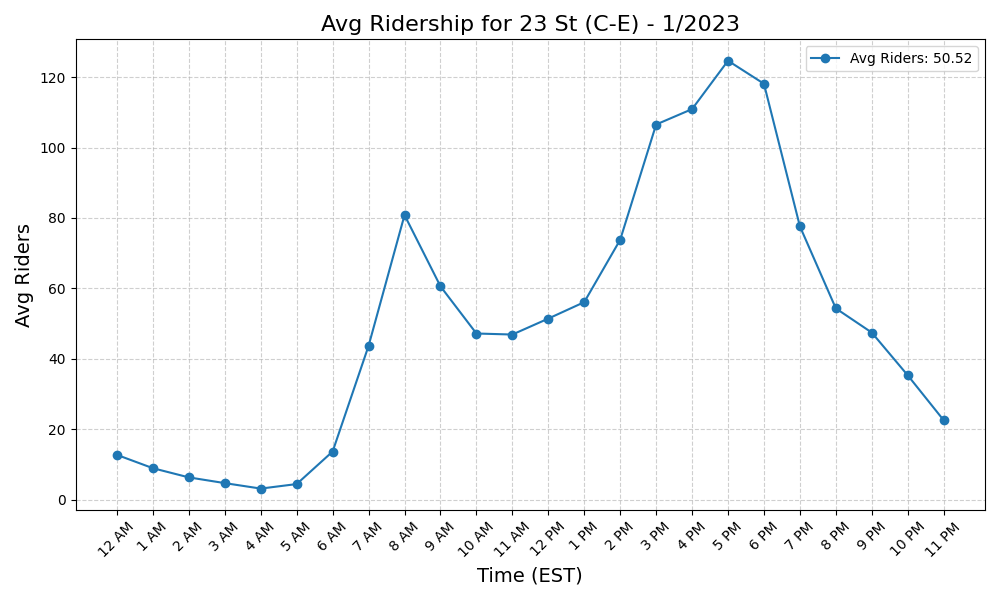 Avg Ridership for 23 St (C-E) - 1/2023
Avg Riders: 50.52
Avg Riders
120
100
80
60
40
20
0
12 AM
1 AM
2 AM
3 AM
4 AM
5 AM
6 AM
7 AM
8 AM
9 AM
10 AM
11 AM
12 PM
1 PM
2 PM
3 PM
4 PM
5 PM
6 PM
7 PM
8 PM
9 PM
10 PM
11 PM
Time (EST)